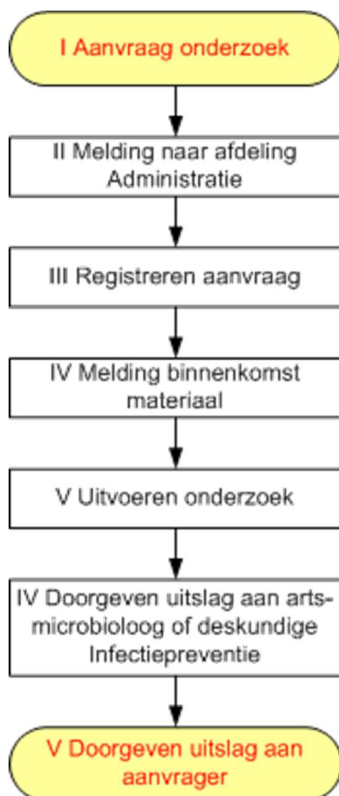 I Aanvraag onderzoek
II Melding naar afdeling
Administratie
III Registreren aanvraag
IV Melding binnenkomst
materiaal
V Uitvoeren onderzoek
IV Doorgeven uitslag aan arts-
microbioloog of deskundige
Infectiepreventie
V Doorgeven uitslag aan
aanvrager